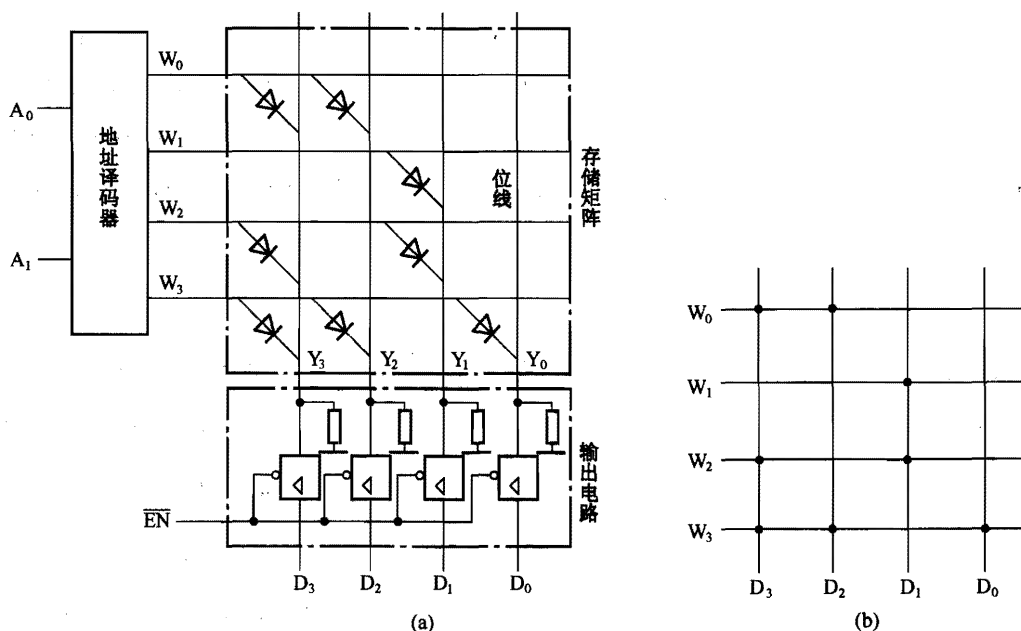 W₀
A₀
地址译码器
W₁
位线
存储矩阵
W₂
A₁
W₃
Y₃ Y₂ Y₁ Y₀
输出电路
E̅N̅
D₃ D₂ D₁ D₀
(a)
W₀
W₁
W₂
W₃
D₃ D₂ D₁ D₀
(b)